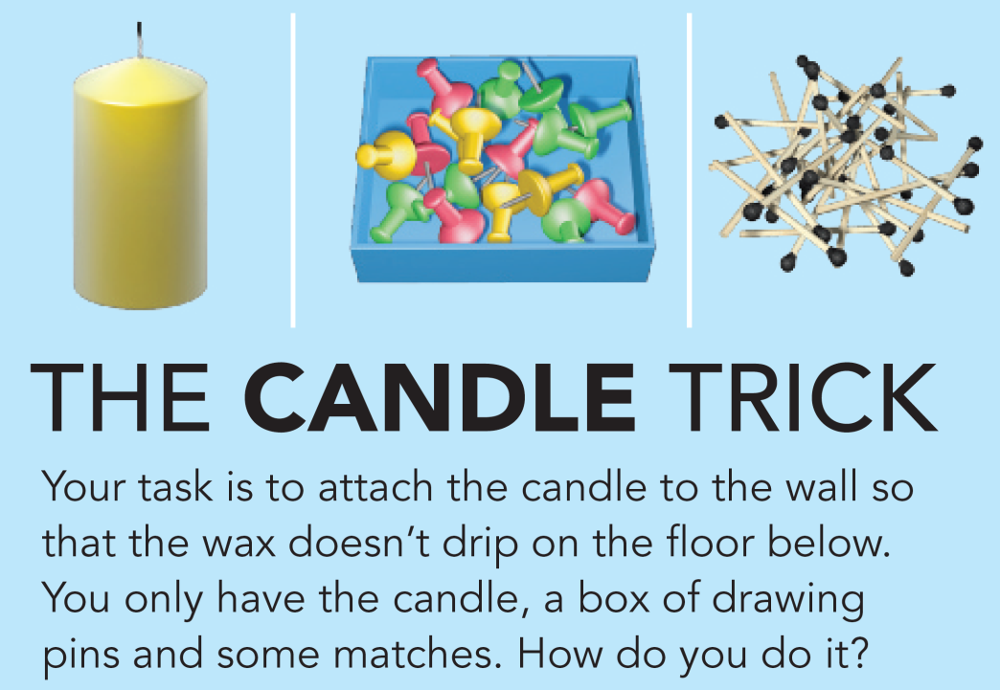 THE CANDLE TRICK
Your task is to attach the candle to the wall so
that the wax doesn’t drip on the floor below.
You only have the candle, a box of drawing
pins and some matches. How do you do it?